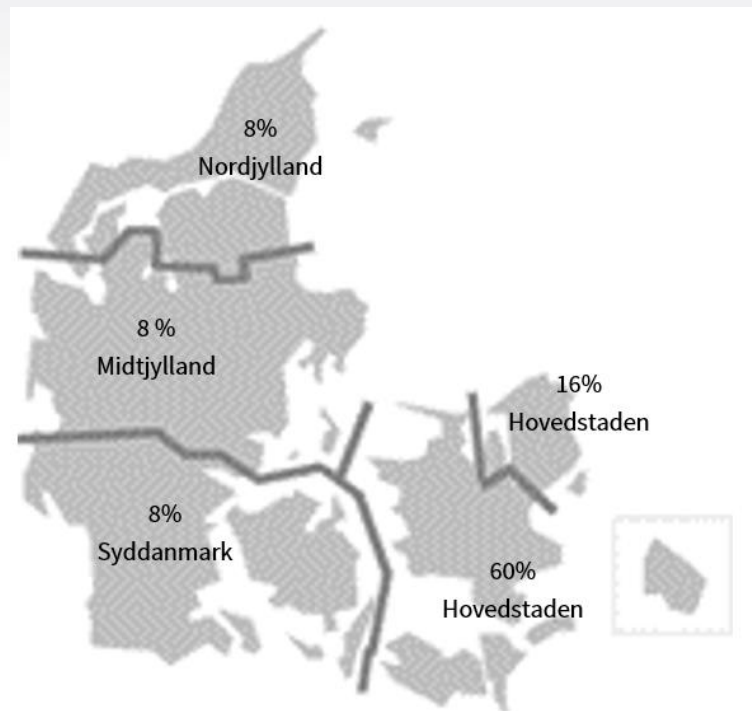 8%
Nordjylland
8 %
Midtjylland
16%
Hovedstaden
8%
Syddanmark
60%
Hovedstaden